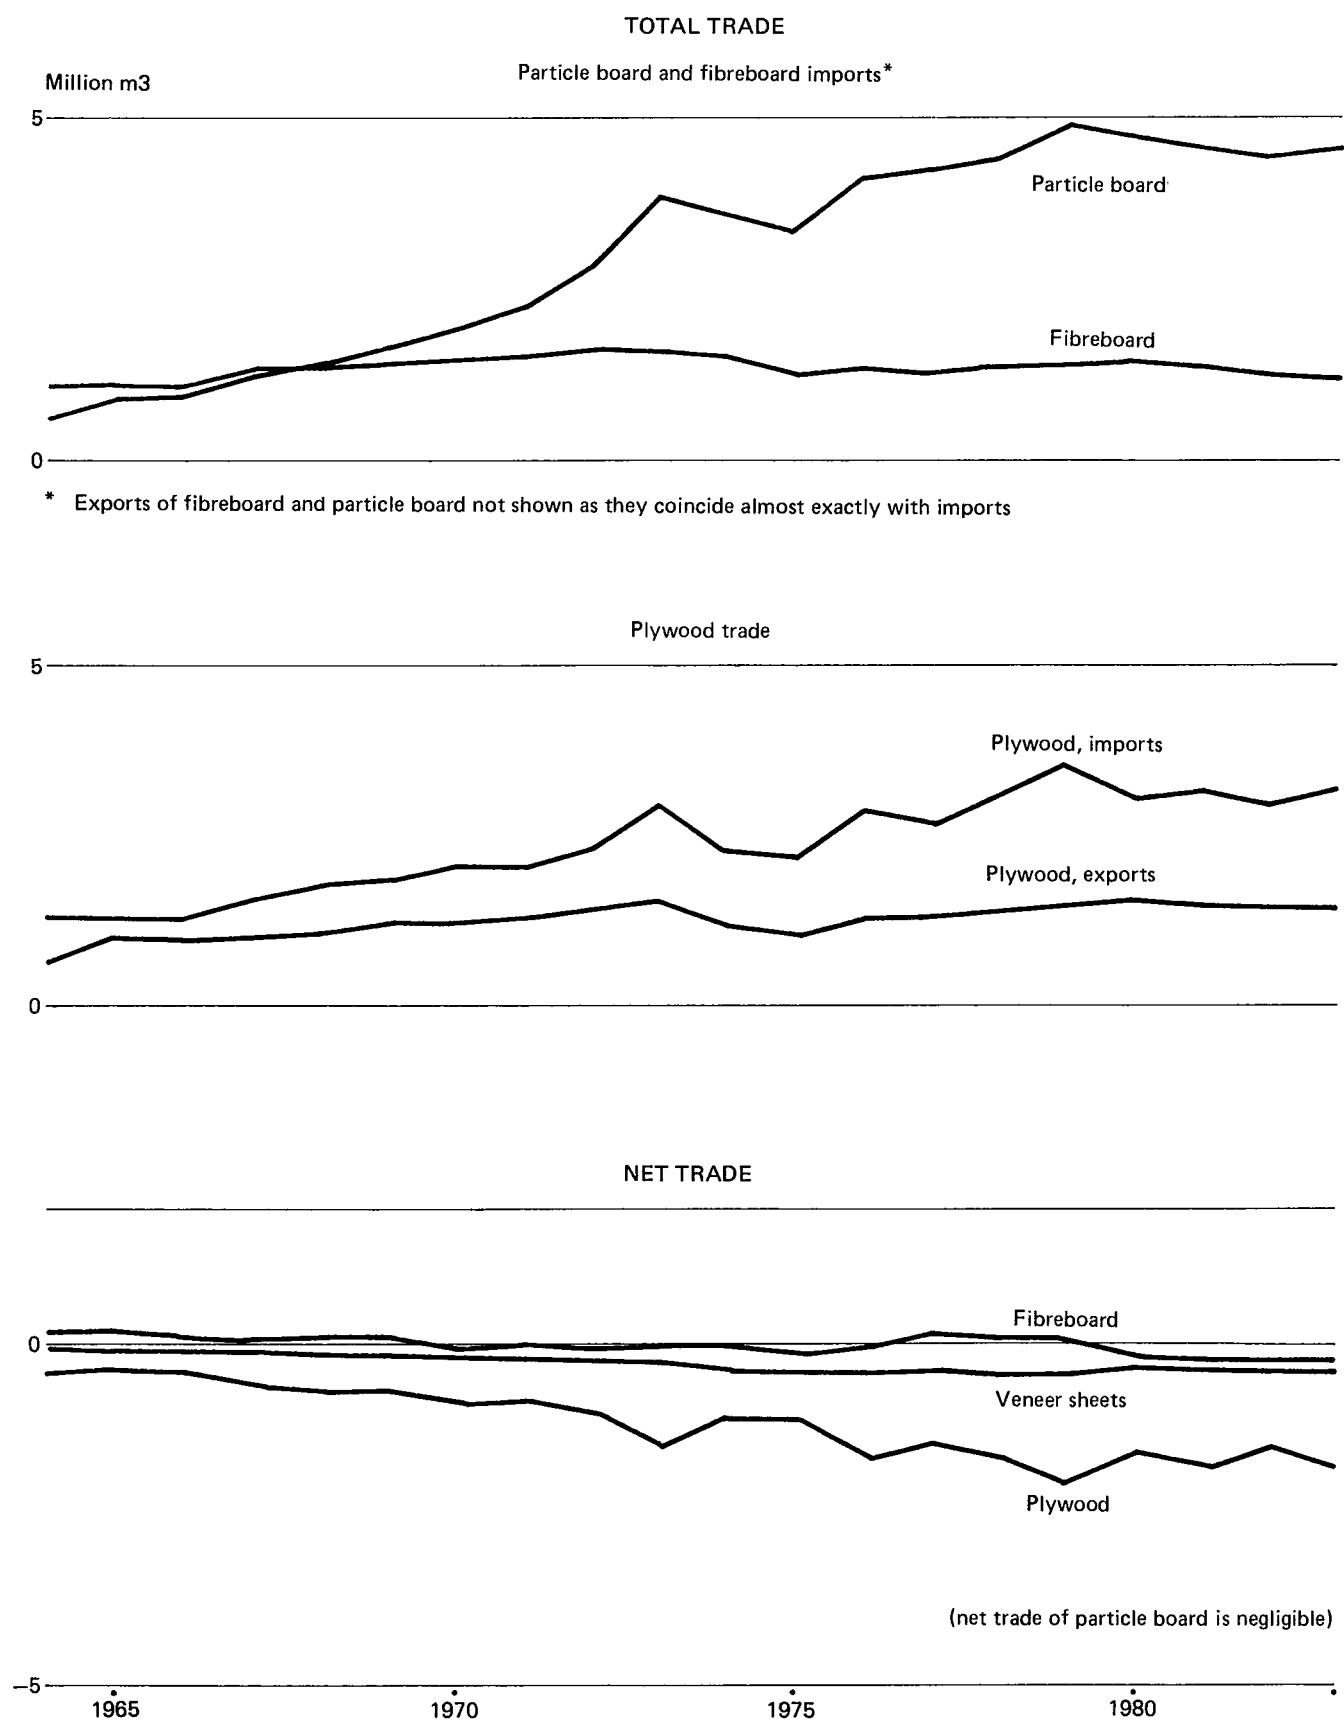 TOTAL TRADE
Particle board and fibreboard imports*
Million m3
5
Particle board
Fibreboard
0
* Exports of fibreboard and particle board not shown as they coincide almost exactly with imports
Plywood trade
5
Plywood, imports
Plywood, exports
0
NET TRADE
Fibreboard
0
Veneer sheets
Plywood
(net trade of particle board is negligible)
—5
1965 1970 1975 1980